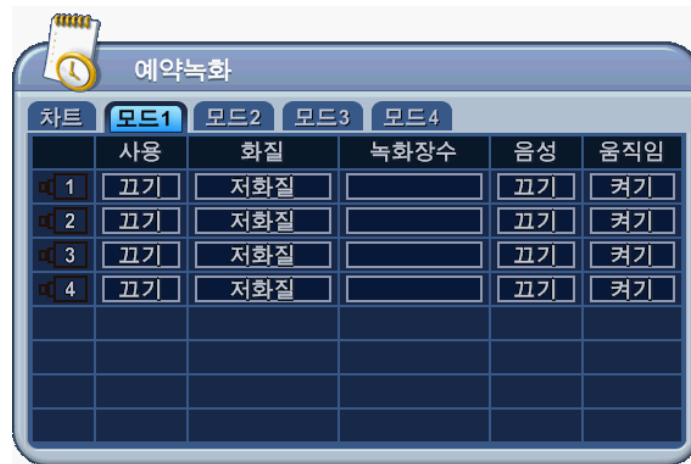 예약녹화
차트 모드1 모드2 모드3 모드4
사용 화질 녹화장수 음성 움직임
1 끄기 저화질 끄기 켜기
2 끄기 저화질 끄기 켜기
3 끄기 저화질 끄기 켜기
4 끄기 저화질 끄기 켜기